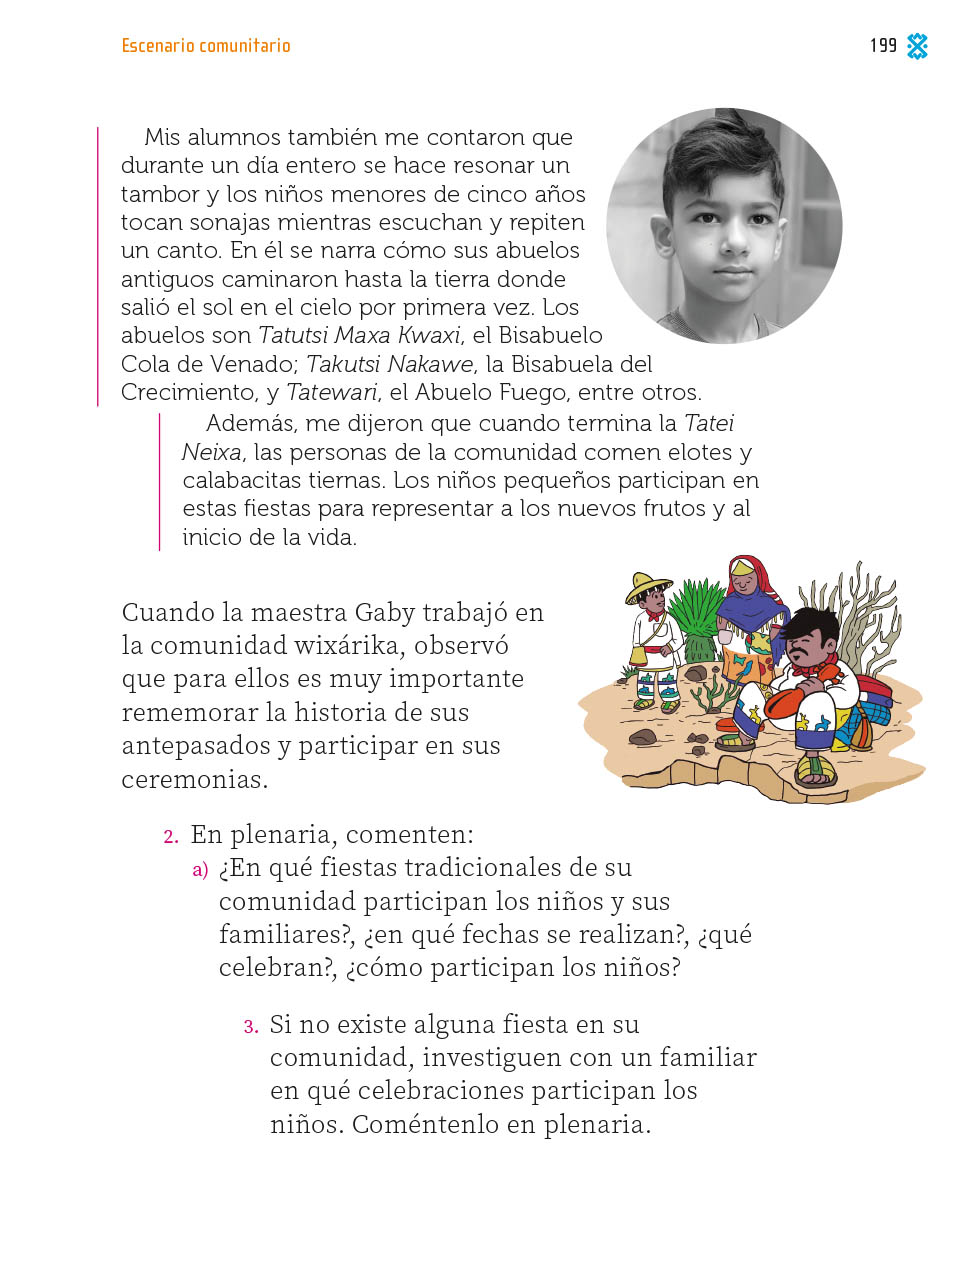 Escenario comunitario
199
Mis alumnos también me contaron que
durante un día entero se hace resonar un
tambor y los niños menores de cinco años
tocan sonajas mientras escuchan y repiten
un canto. En él se narra cómo sus abuelos
antiguos caminaron hasta la tierra donde
salió el sol en el cielo por primera vez. Los
abuelos son Tatutsi Maxa Kwaxi, el Bisabuelo
Cola de Venado; Takutsi Nakawe, la Bisabuela del
Crecimiento, y Tatewari, el Abuelo Fuego, entre otros.
Además, me dijeron que cuando termina la Tatei
Neixa, las personas de la comunidad comen elotes y
calabacitas tiernas. Los niños pequeños participan en
estas fiestas para representar a los nuevos frutos y al
inicio de la vida.
Cuando la maestra Gaby trabajó en
la comunidad wixárika, observó
que para ellos es muy importante
rememorar la historia de sus
antepasados y participar en sus
ceremonias.
2. En plenaria, comenten:
a) ¿En qué fiestas tradicionales de su
comunidad participan los niños y sus
familiares?, ¿en qué fechas se realizan?, ¿qué
celebran?, ¿cómo participan los niños?
3. Si no existe alguna fiesta en su
comunidad, investiguen con un familiar
en qué celebraciones participan los
niños. Coméntenlo en plenaria.